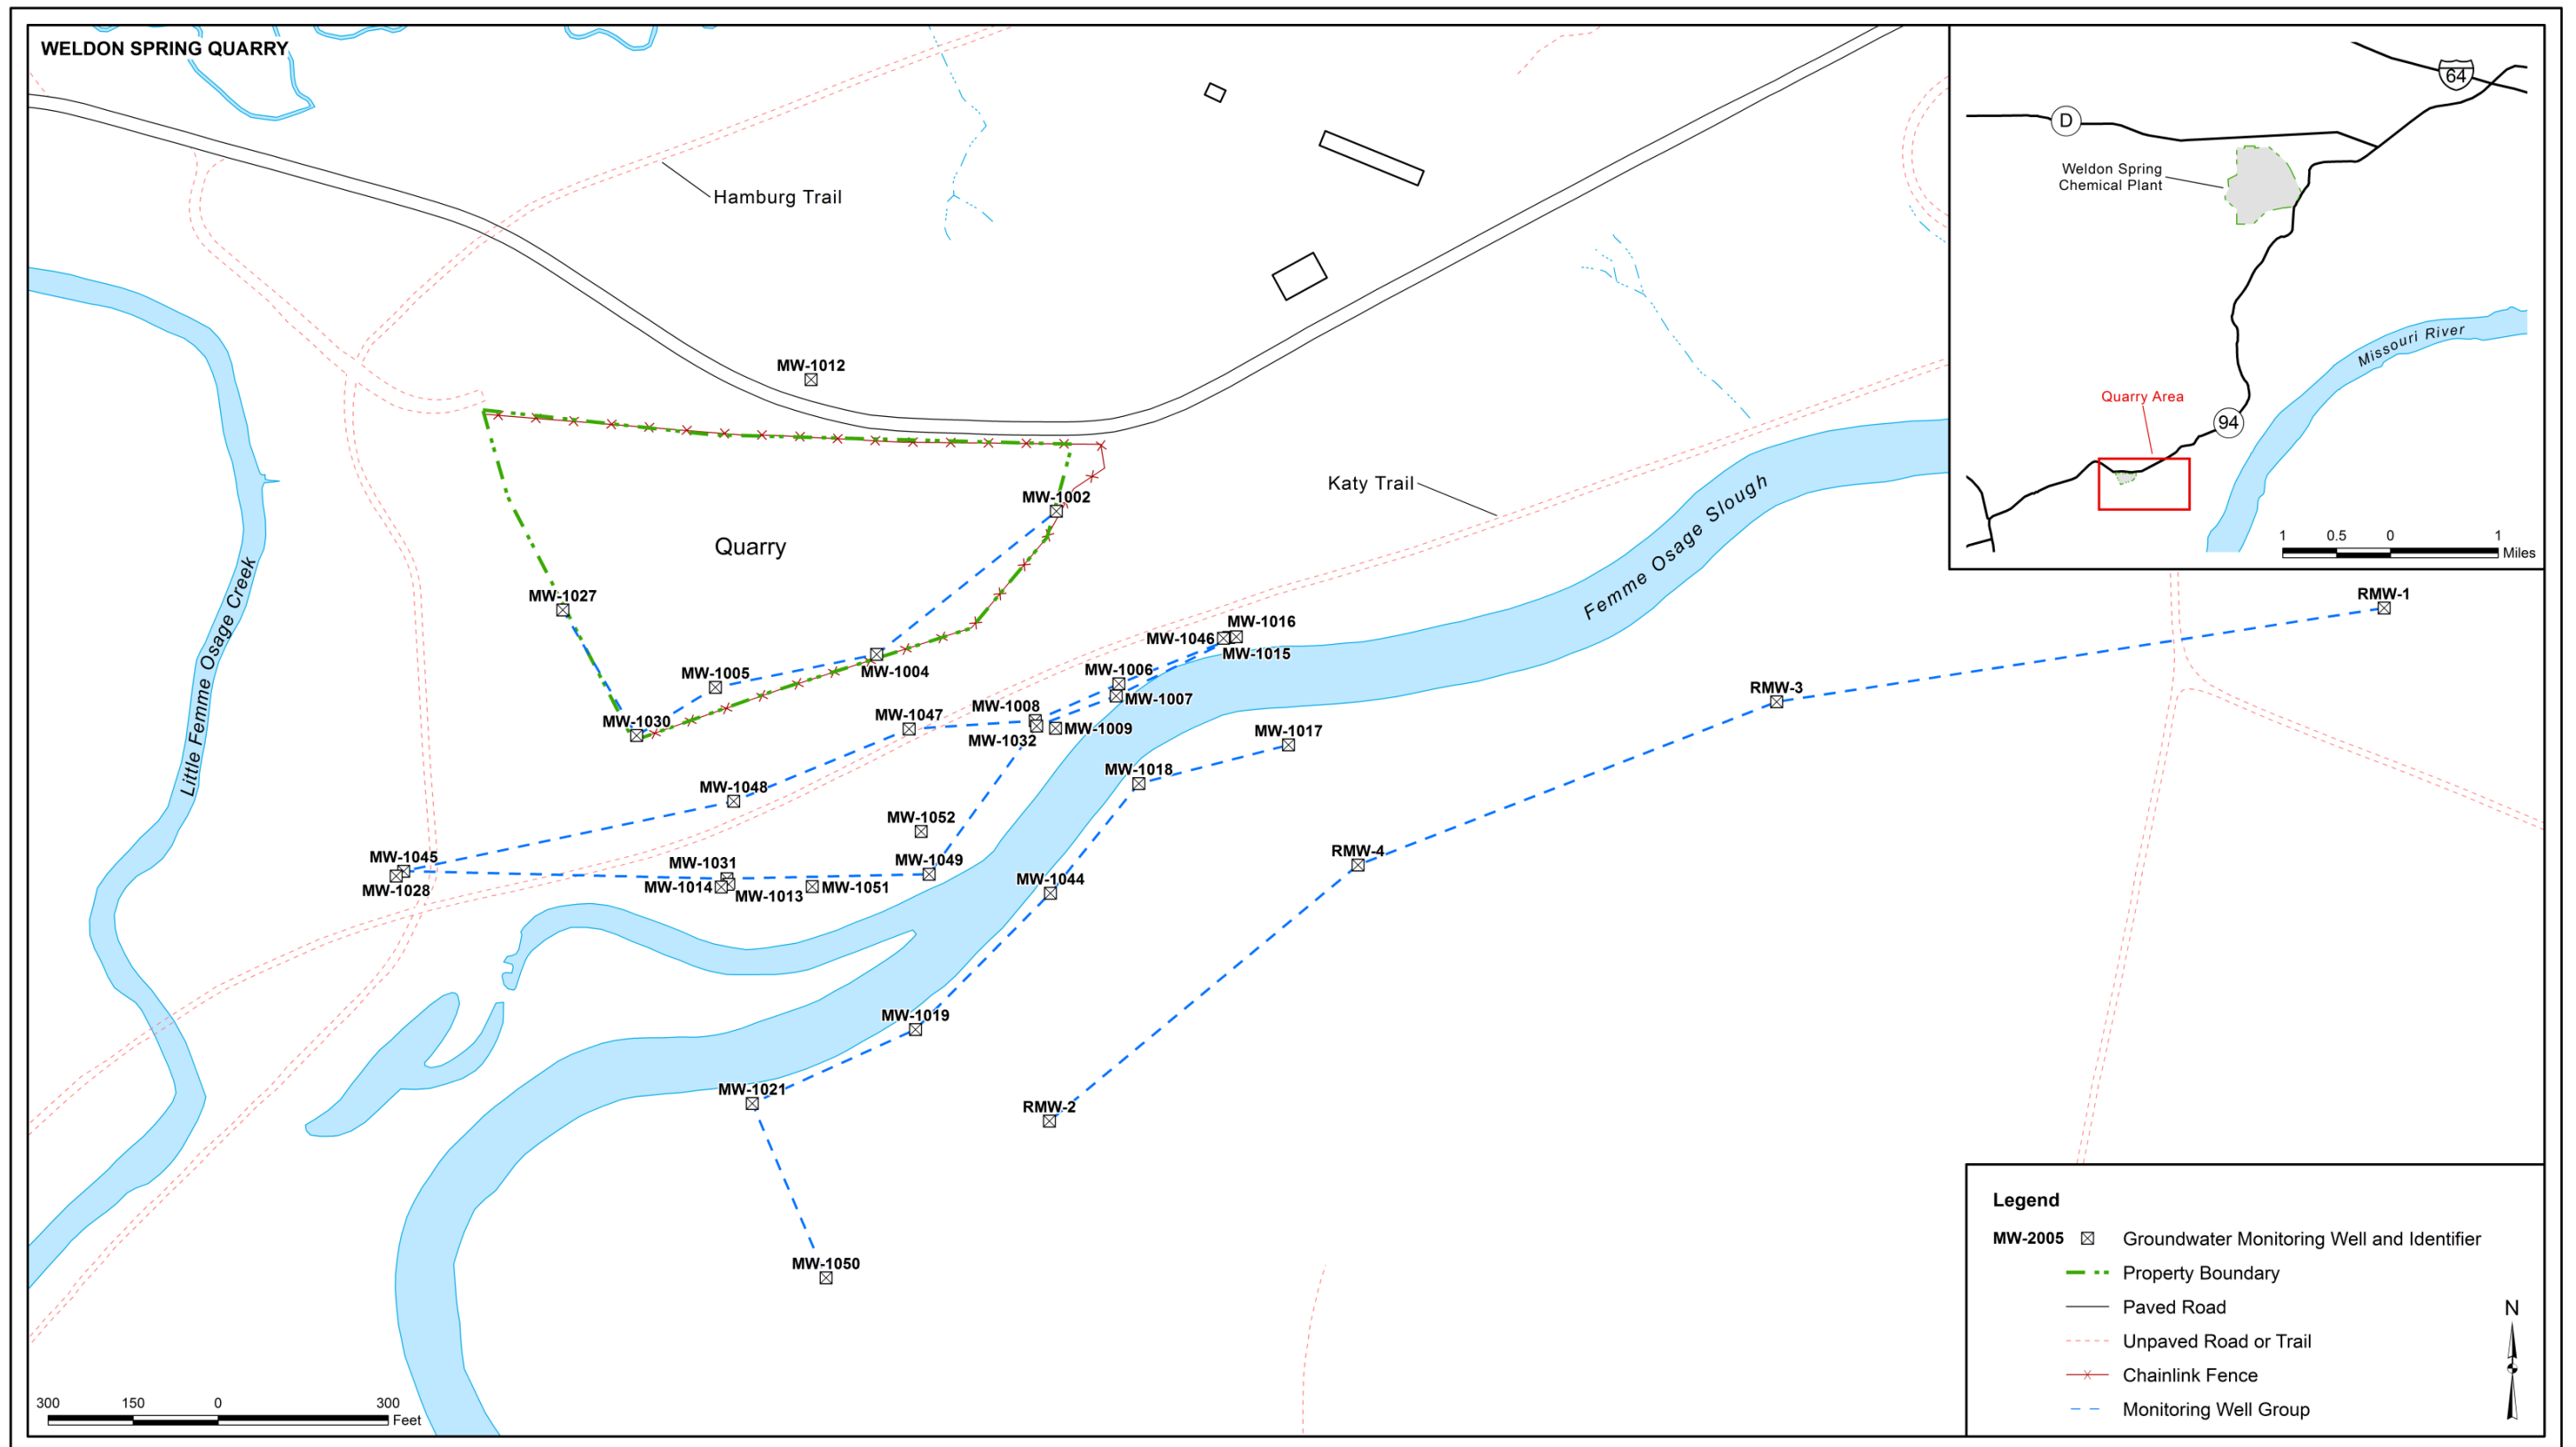 WELDON SPRING QUARRY
Hamburg Trail
MW-1012
MW-1002
Katy Trail
Quarry
Femme Osage Slough
Little Femme Osage Creek
MW-1027
MW-1016
MW-1046
MW-1015
MW-1005
MW-1004
MW-1006
MW-1007
MW-1030
MW-1047
MW-1008
MW-1009
MW-1032
MW-1017
MW-1018
MW-1048
MW-1052
MW-1045
MW-1028
MW-1031
MW-1014
MW-1013
MW-1051
MW-1049
MW-1044
MW-1019
MW-1021
MW-1050
RMW-1
RMW-3
RMW-4
RMW-2
300 150 0 300
Feet
64
D
Weldon Spring
Chemical Plant
Missouri River
Quarry Area
94
1 0.5 0 1
Miles
Legend
MW-2005 Groundwater Monitoring Well and Identifier
Property Boundary
Paved Road
Unpaved Road or Trail
Chainlink Fence
Monitoring Well Group
N